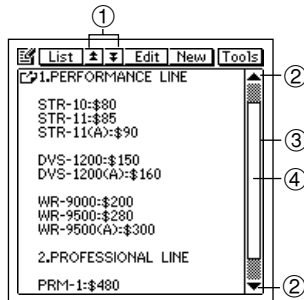 ①
List Edit New Tools
1.PERFORMANCE LINE
②
STR-10:$80
STR-11:$85
STR-11(A):$90
③
DVS-1200:$150
④
DVS-1200(A):$160
WR-9000:$200
WR-9500:$280
WR-9500(A):$300
2.PROFESSIONAL LINE
PRM-1:$480
②